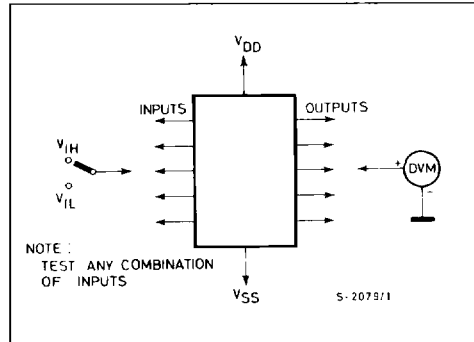 VDD
INPUTS
OUTPUTS
VIH
VIL
+
DVM
-
NOTE :
TEST ANY COMBINATION
OF INPUTS
VSS
S-2079/1